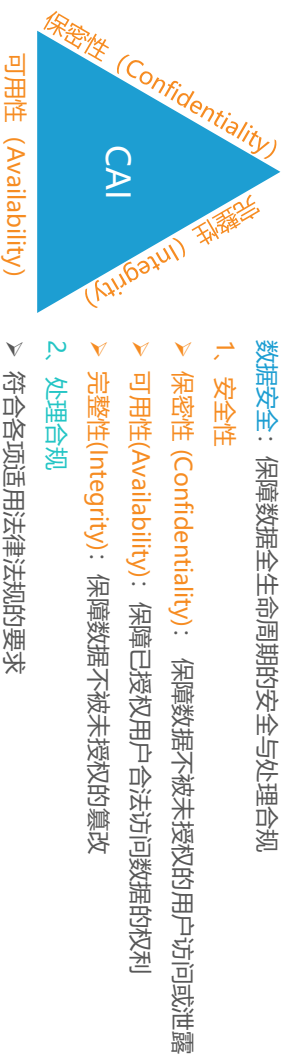 保密性（Confidentiality）
完整性（Integrity）
CAI
可用性（Availability）
数据安全：保障数据全生命周期的安全与处理合规
1、安全性
➢ 保密性 (Confidentiality)： 保障数据不被未授权的用户访问或泄露
➢ 可用性(Availability)：保障已授权用户合法访问数据的权利
➢ 完整性(Integrity)：保障数据不被未授权的篡改
2、处理合规
➢ 符合各项适用法律法规的要求